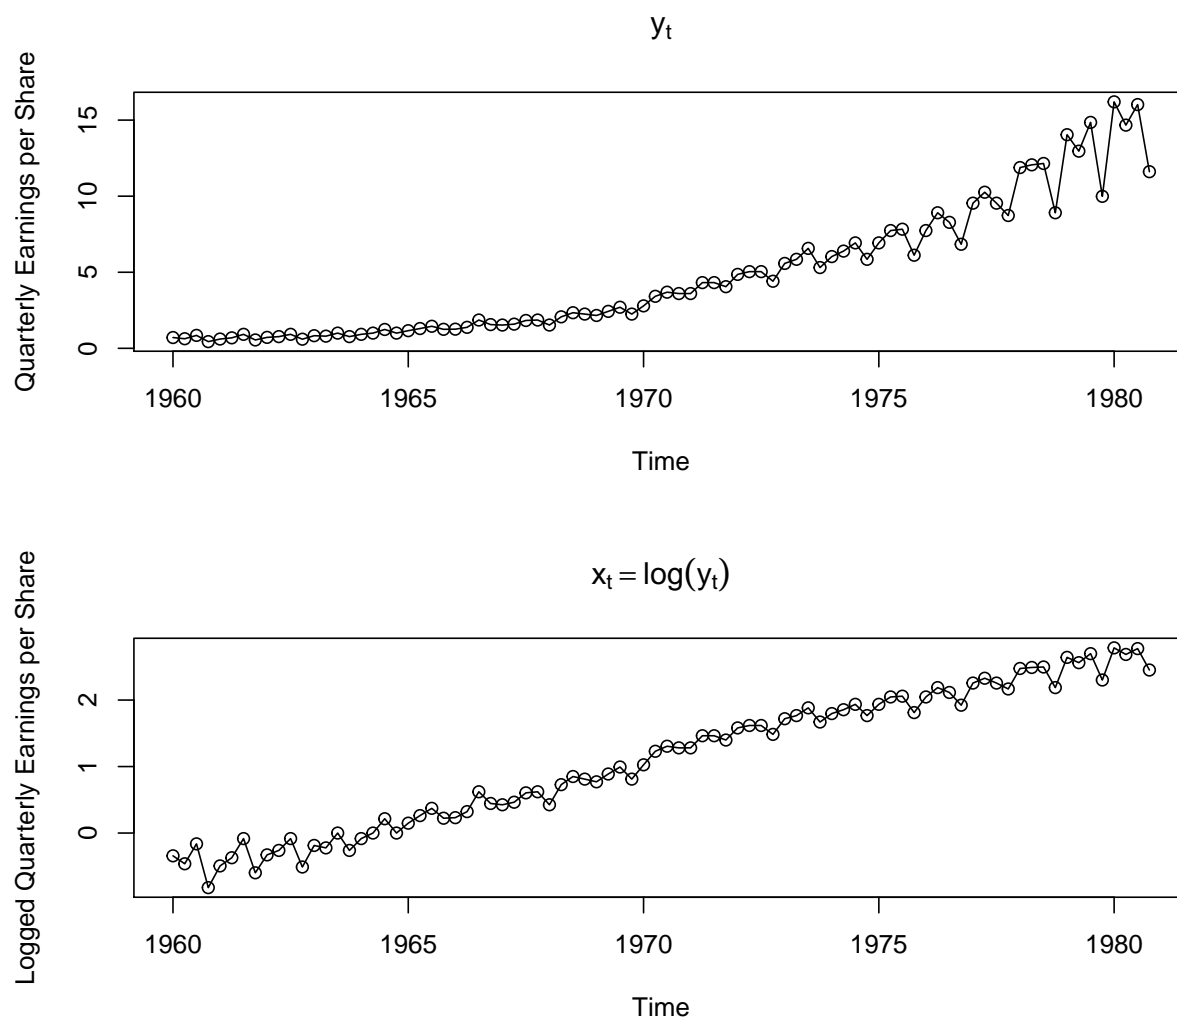 yt
Quarterly Earnings per Share
15
10
5
0
1960 1965 1970 1975 1980
Time
xt = log(yt)
Logged Quarterly Earnings per Share
2
1
0
1960 1965 1970 1975 1980
Time